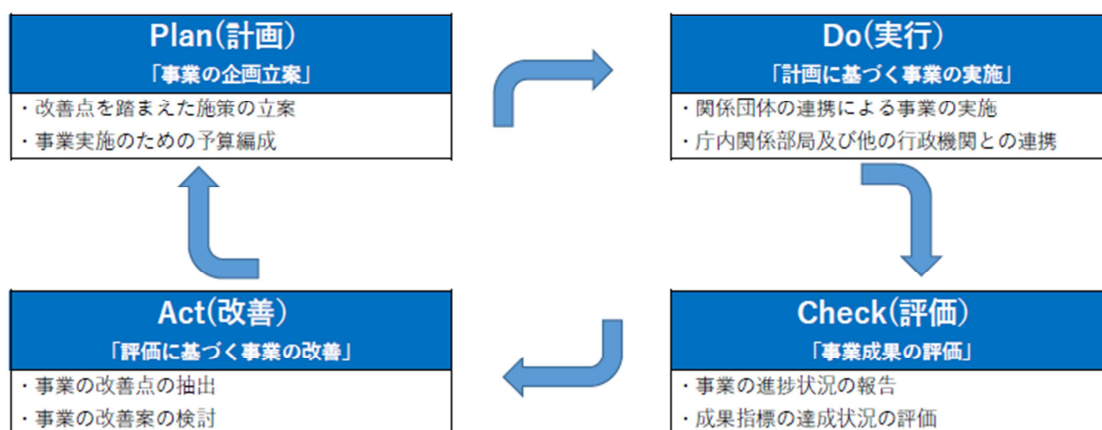 Plan(計画)
「事業の企画立案」
・改善点を踏まえた施策の立案
・事業実施のための予算編成
Do(実行)
「計画に基づく事業の実施」
・関係団体の連携による事業の実施
・庁内関係部局及び他の行政機関との連携
Check(評価)
「事業成果の評価」
・事業の進捗状況の報告
・成果指標の達成状況の評価
Act(改善)
「評価に基づく事業の改善」
・事業の改善点の抽出
・事業の改善案の検討